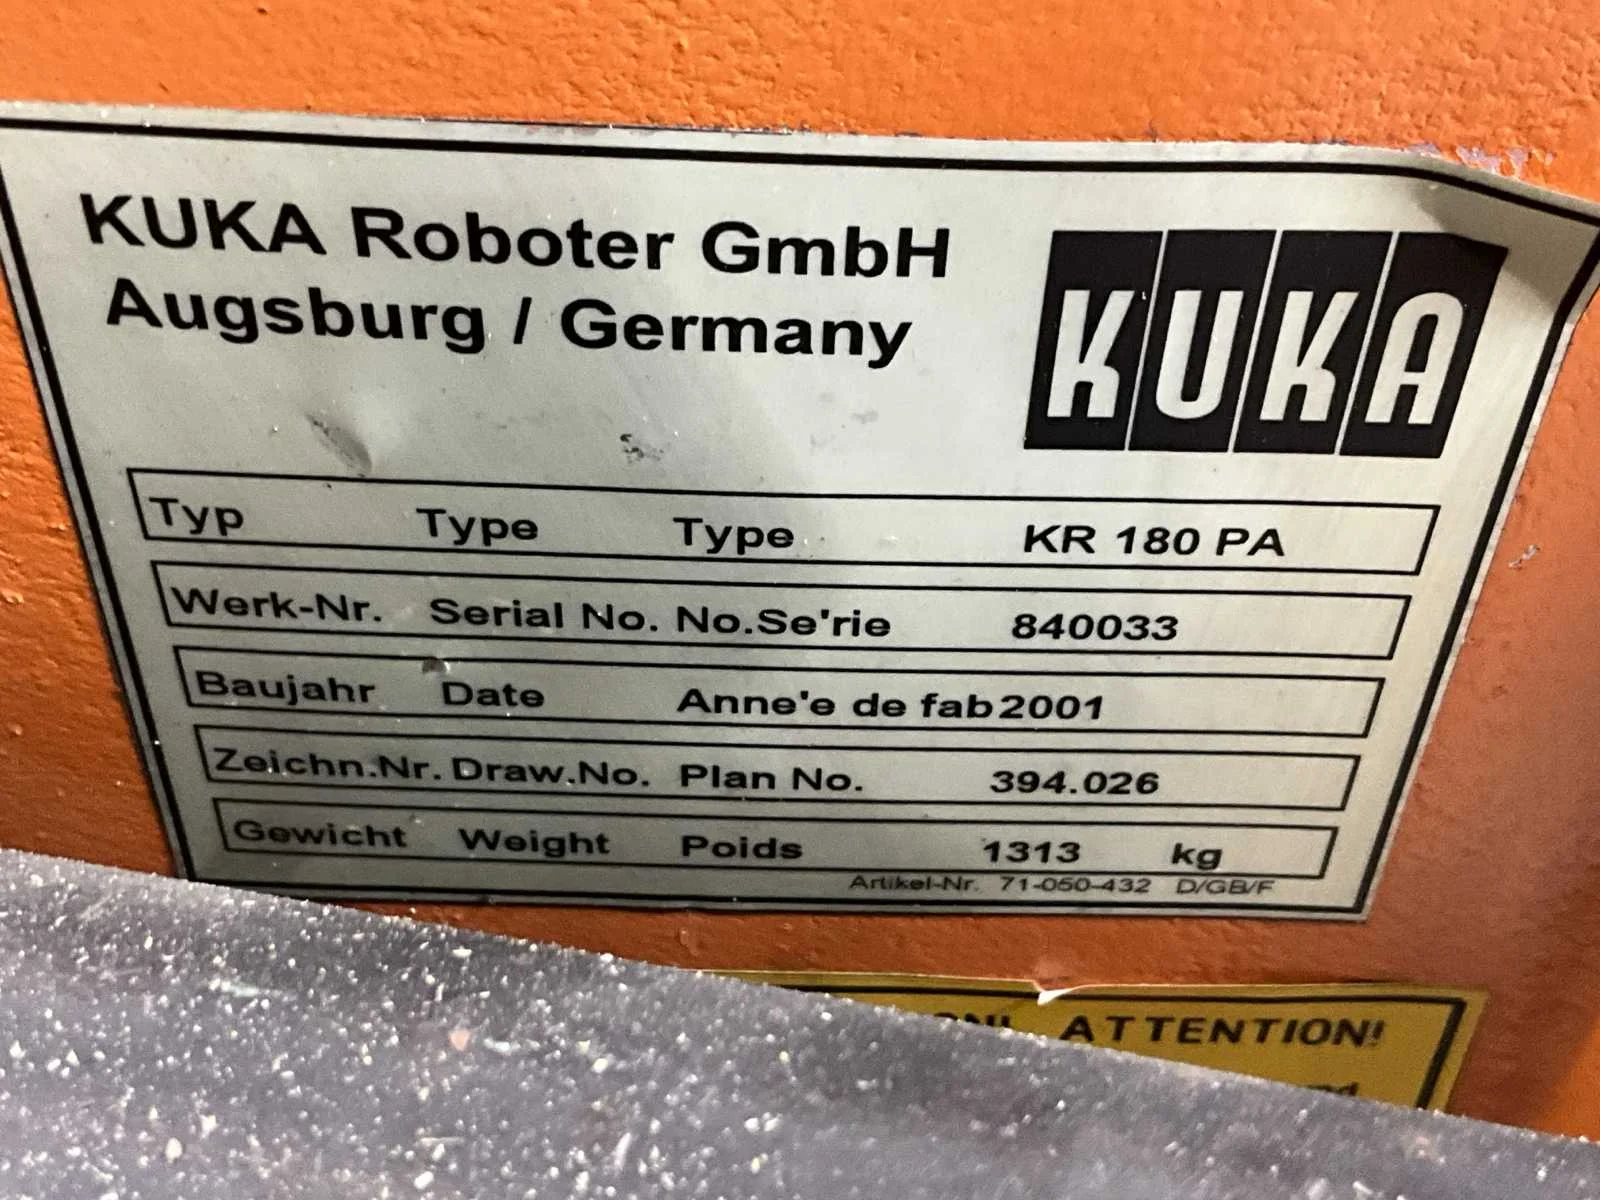 KUKA Roboter GmbH
Augsburg / Germany
KUKA
Typ Type Type KR 180 PA
Werk-Nr. Serial No. No.Se'rie 840033
Baujahr Date Anne'e de fab 2001
Zeichn.Nr. Draw.No. Plan No. 394.026
Gewicht Weight Poids 1313 kg
Artikel-Nr. 71-050-432 D/GB/F
ATTENTION!